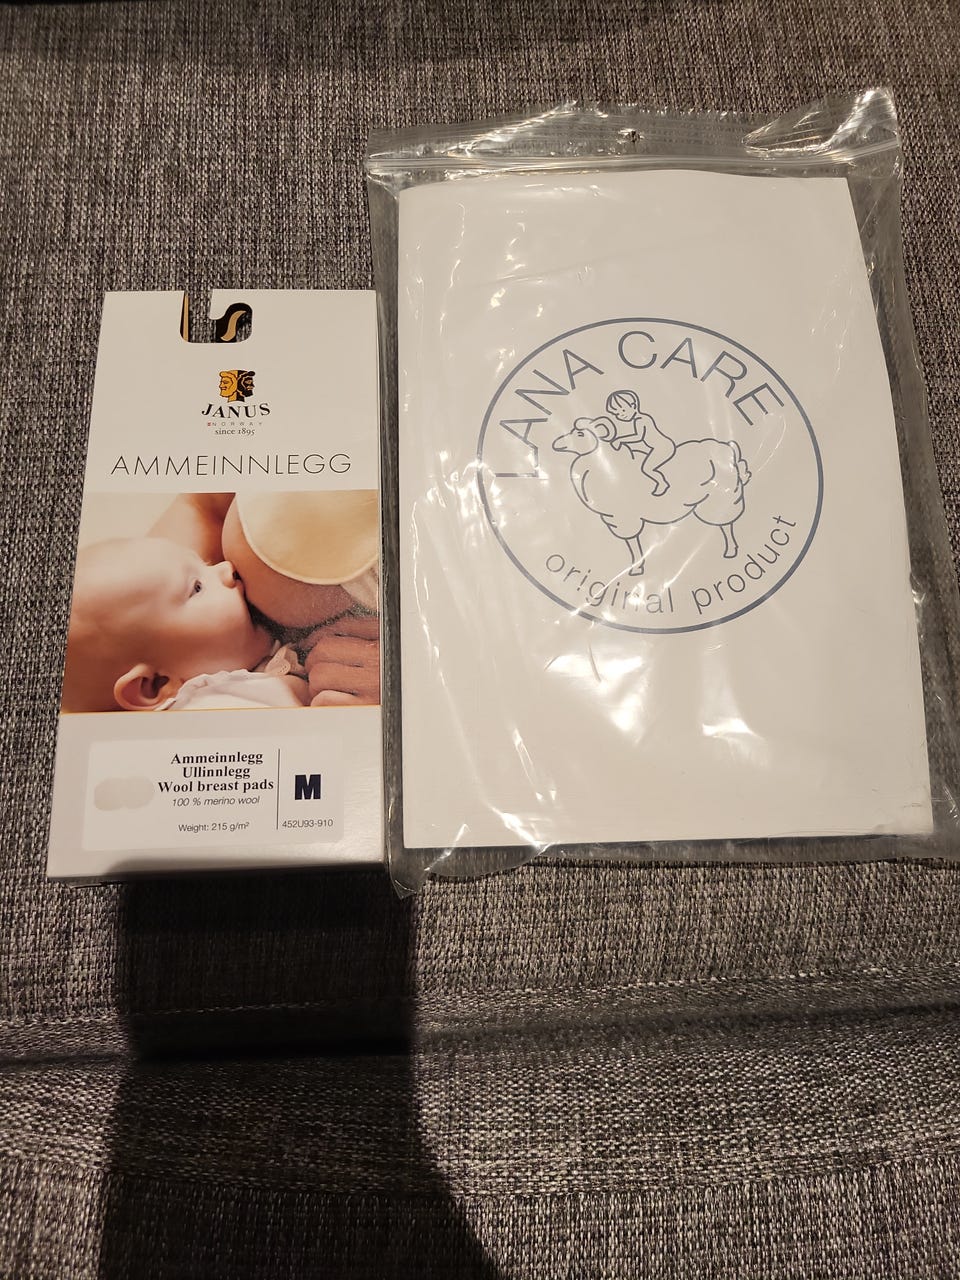 JANUS
NORWAY
since 1895
AMMEINNLEGG
Ammeinnlegg
Ullinnlegg
Wool breast pads
100 % merino wool
Weight: 215 g/m²
M
452U93-910
LANA CARE
original product